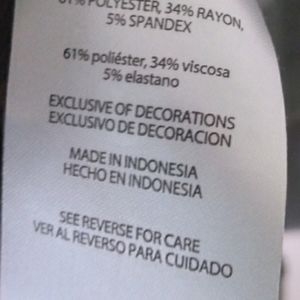 61% POLYESTER, 34% RAYON,
5% SPANDEX
61% poliéster, 34% viscosa
5% elastano
EXCLUSIVE OF DECORATIONS
EXCLUSIVO DE DECORACION
MADE IN INDONESIA
HECHO EN INDONESIA
SEE REVERSE FOR CARE
VER AL REVERSO PARA CUIDADO